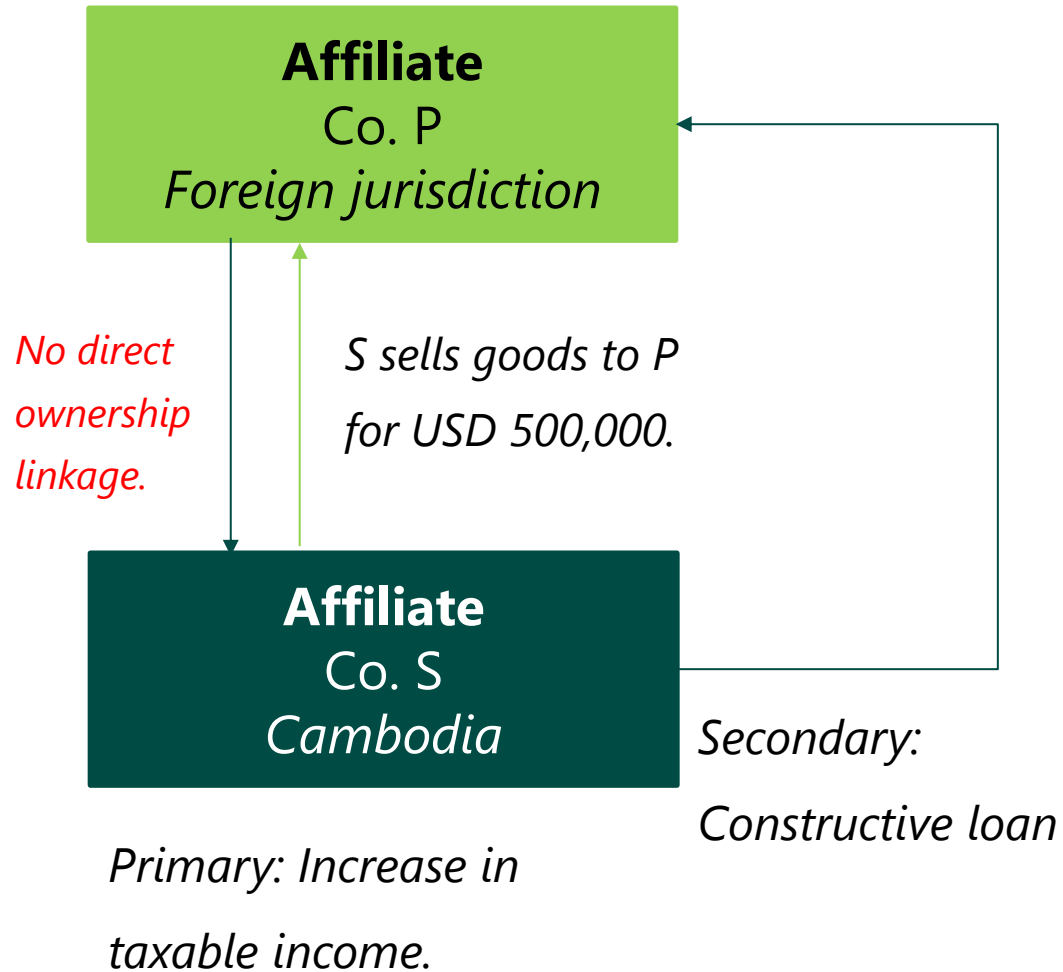 Affiliate
Co. P
Foreign jurisdiction
No direct
ownership
linkage.
S sells goods to P
for USD 500,000.
Affiliate
Co. S
Cambodia
Secondary:
Constructive loan
Primary: Increase in
taxable income.